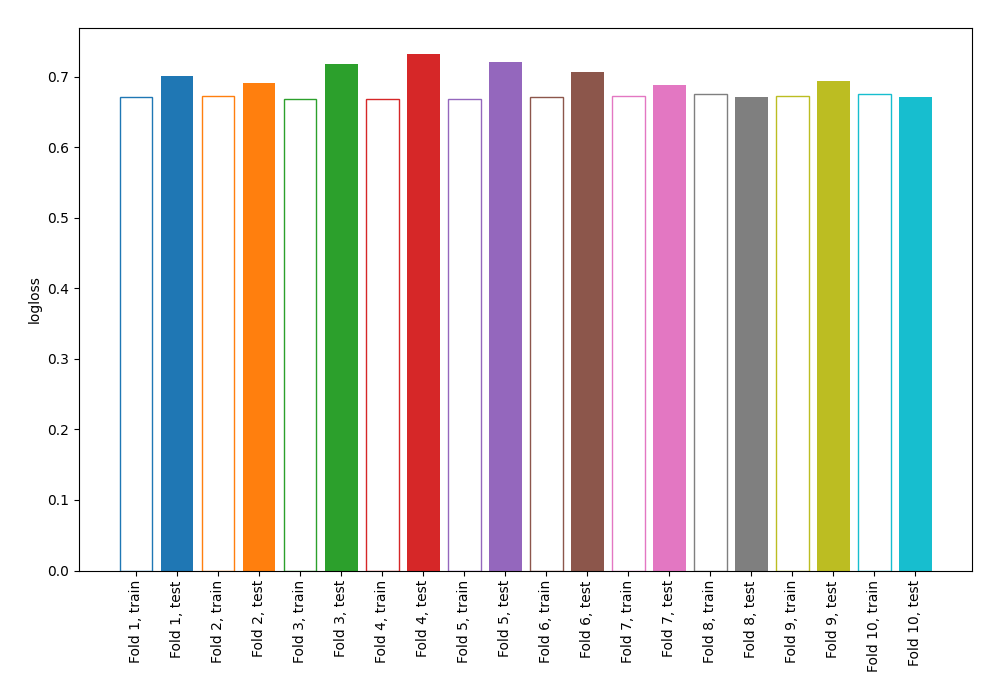 logloss
0.7
0.6
0.5
0.4
0.3
0.2
0.1
0.0
Fold 1, train
Fold 1, test
Fold 2, train
Fold 2, test
Fold 3, train
Fold 3, test
Fold 4, train
Fold 4, test
Fold 5, train
Fold 5, test
Fold 6, train
Fold 6, test
Fold 7, train
Fold 7, test
Fold 8, train
Fold 8, test
Fold 9, train
Fold 9, test
Fold 10, train
Fold 10, test